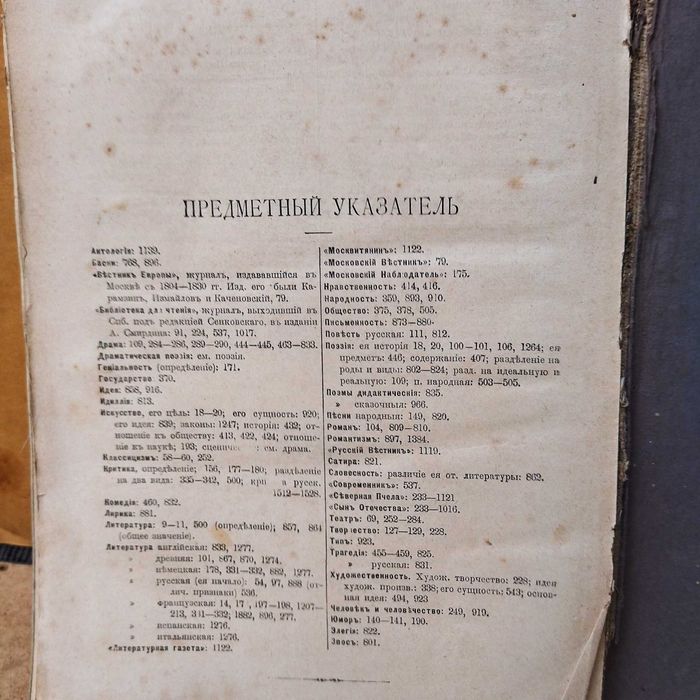 ПРЕДМЕТНЫЙ УКАЗАТЕЛЬ
Антологія: 1139.
Басни: 768, 896.
«Вѣстник Европы», журнал, издававшійся въ
Москвѣ съ 1804—1830 гг. Изд. его были Ка-
рамзин, Измайлов и Каченовскій, 79.
«Библіотека для чтенія», журнал, выходившій въ
Спб. подъ редакціей Сенковскаго. въ изданіи
А. Смирдина: 91, 224, 537, 1017.
Драма: 109, 284—286, 289—290, 444—445, 463—833.
Драматическая поэзія: см. поэзія.
Геніальность (опредѣленіе): 171.
Государство 370.
Идея: 858, 916.
Идиллія: 813.
Искусство, его цѣль: 18—20; его сущность: 920;
его идея: 839; законы: 1247; исторія: 432; от-
ношеніе къ обществу: 413, 422, 424; отноше-
ніе къ наукѣ; 193; сценич см. драма.
Классицизмъ: 58—60, 252.
Критика, опредѣленіе; 156, 177—180; раздѣленіе
на два вида: 335—342, 500; кри а русск.
1512—1528.
Комедія: 460, 832.
Лирика: 881.
Литература: 9—11, 500 (опредѣленіе); 857, 864
(общее значеніе).
Литература англійская: 833, 1277.
» древняя: 101, 867, 870, 1274.
» нѣмецкая: 178, 331—332, 882, 1277.
» русская (ея начало): 54, 97, 888 (от-
лич. признаки) 536.
» французская: 14, 17, 197—198, 1207—
213, 331—332; 1882, 896, 277.
» испанская: 1276.
» итальянская: 1276.
«Литературная газета»: 1122.
«Москвитянинъ»: 1122.
«Московскій Вѣстникъ»: 79.
«Московскій Наблюдатель»: 175.
Нравственность: 414, 416.
Народность: 359, 893, 910.
Общество: 375, 378, 505.
Письменность: 873—880.
Повѣсть русская: 111, 812.
Поэзія: ея исторія 18, 20, 100—101, 106, 1264; ея
предметъ: 446; содержаніе: 407; раздѣленіе на
роды и виды: 802—824; разд. на идеальную и
реальную: 109; п. народная: 503—505.
Поэмы дидактическія: 835.
» сказочныя: 966.
Пѣсни народныя: 149, 820.
Романъ: 104, 809—810.
Романтизмъ: 897, 1384.
«Русскій Вѣстникъ»: 1119.
Сатира: 821.
Словесность: различіе ея от. литературы: 862.
«Современникъ»: 537.
«Сѣверная Пчела»: 233—1121
«Сынъ Отечества»: 233—1016.
Театръ: 69, 252—284.
Творчество: 127—129, 228.
Типъ: 923.
Трагедія: 455—459, 825.
» русская: 831.
Художественность. Худож. творчество: 228; идея
худож. произв.: 338; его сущность; 543; основ-
ная идея: 494, 923
Человѣкъ и человѣчество: 249, 919.
Юморъ: 140—141, 190.
Элегія: 822.
Эпосъ: 801.